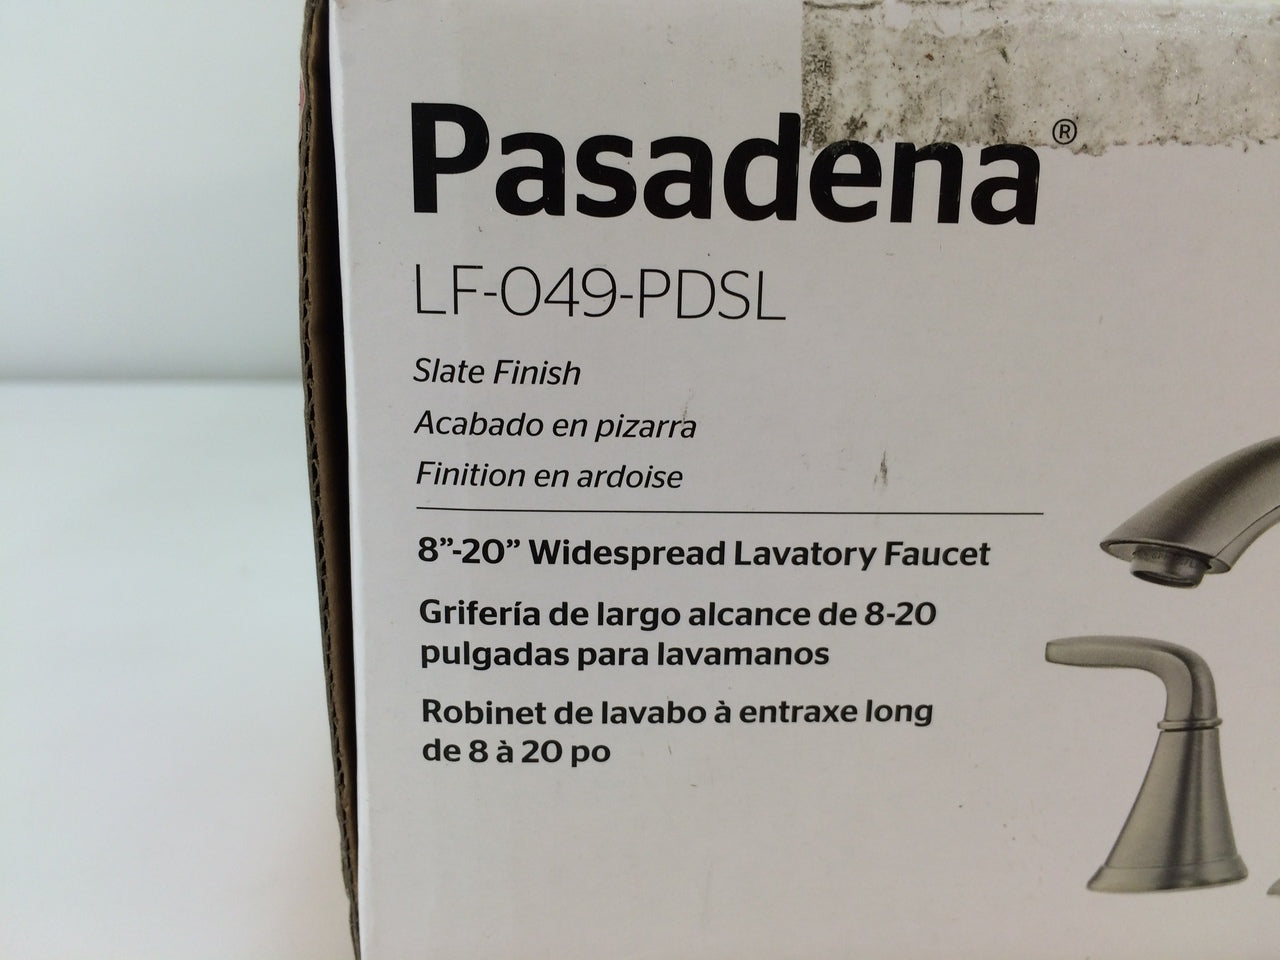 Pasadena®
LF-049-PDSL
Slate Finish
Acabado en pizarra
Finition en ardoise
8”-20” Widespread Lavatory Faucet
Grifería de largo alcance de 8-20
pulgadas para lavamanos
Robinet de lavabo à entraxe long
de 8 à 20 po